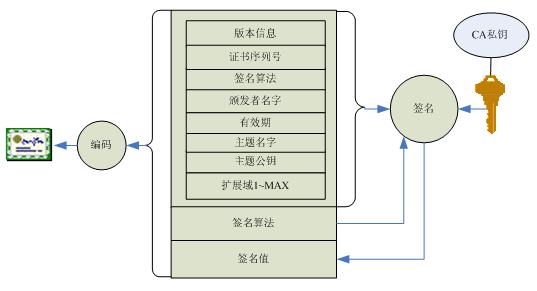 版本信息
证书序列号
签名算法
颁发者名字
有效期
主题名字
主题公钥
扩展域1~MAX
签名算法
签名值
编码
签名
CA私钥